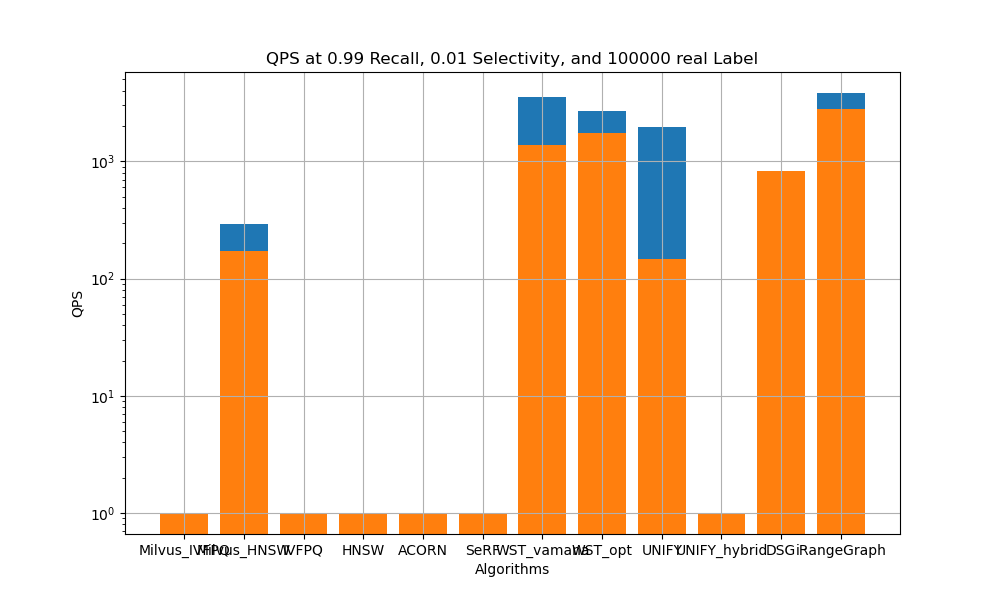 QPS at 0.99 Recall, 0.01 Selectivity, and 100000 real Label
QPS
10³
10²
10¹
10⁰
Milvus_IVFPQ Milvus_HNSW IVFPQ HNSW ACORN SeRF WST_vamana WST_opt UNIFY UNIFY_hybrid DSG iRangeGraph
Algorithms